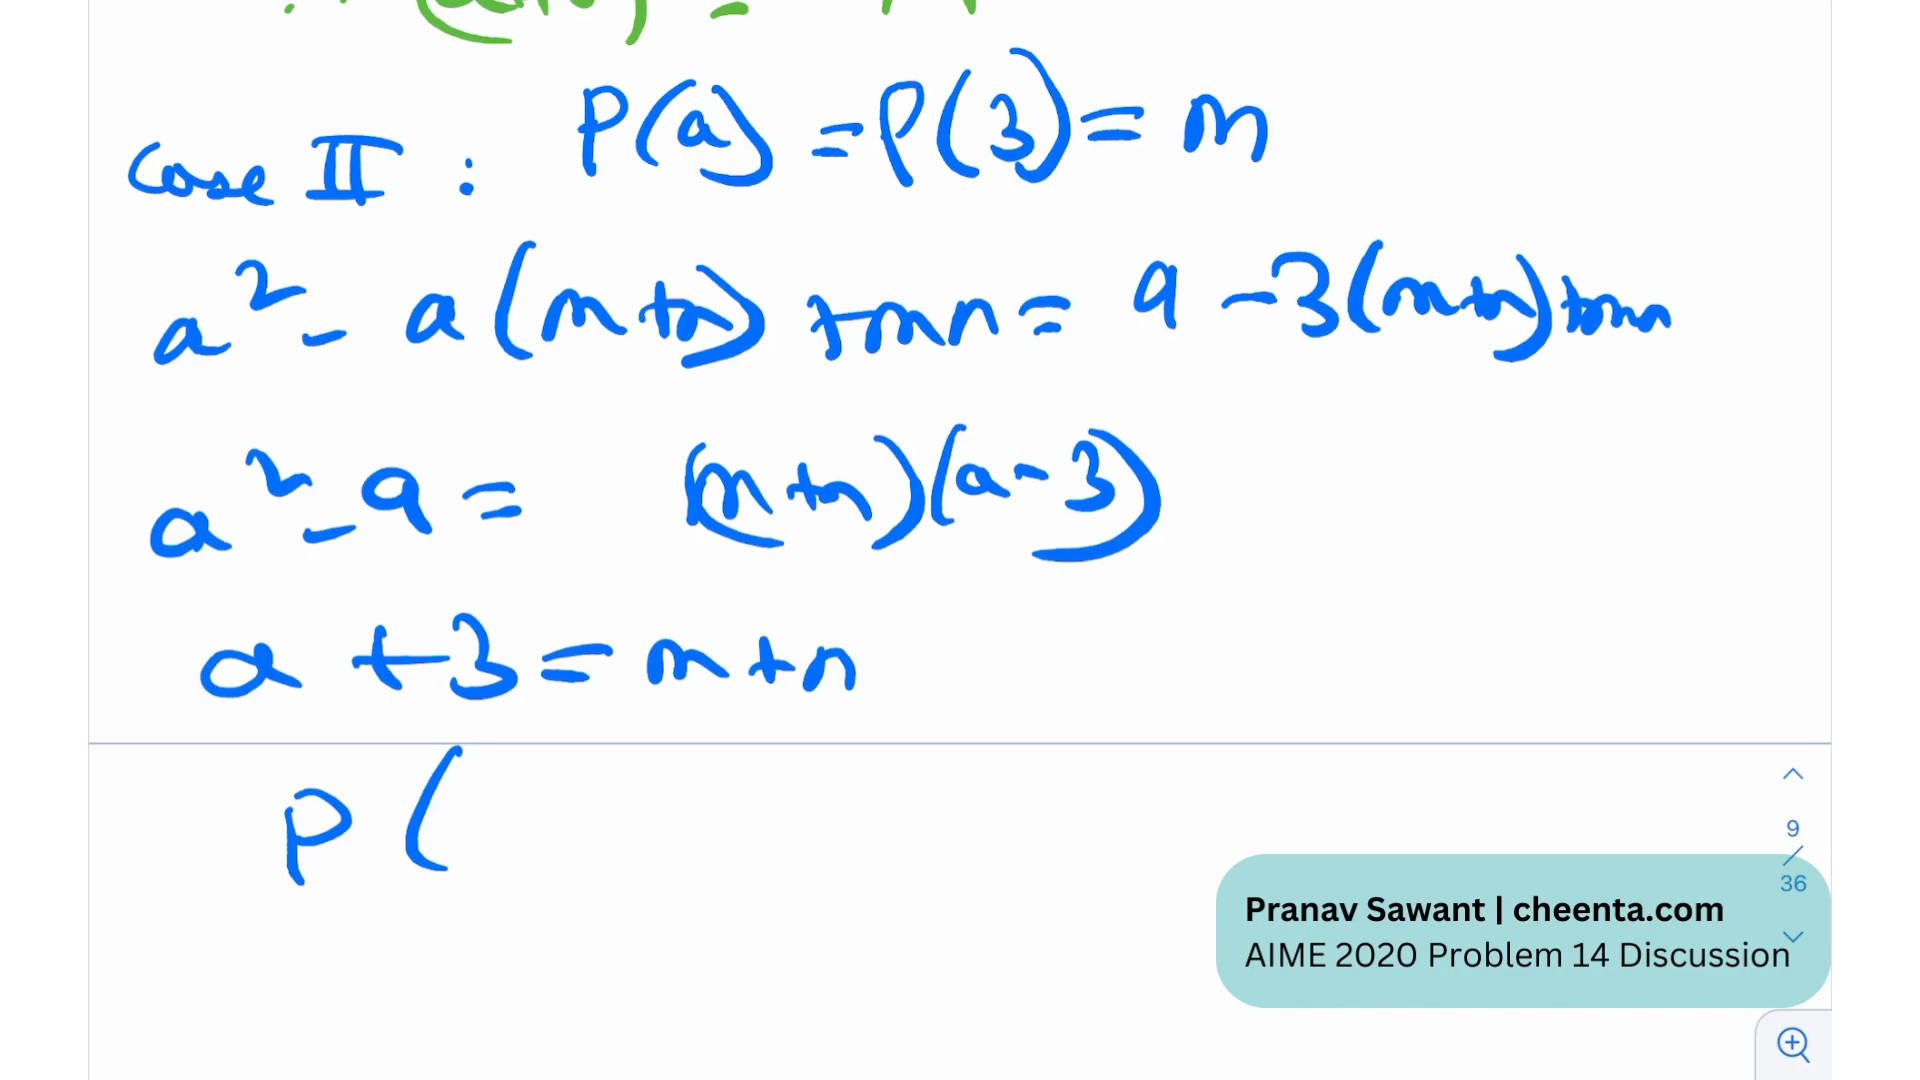 P(a) = P(3) = m
Case II :
a² - a(m+n) + mn = 9 - 3(m+n) + mn
a² - 9 = (m+n)(a-3)
a + 3 = m + n
P (
9
/
36
Pranav Sawant | cheenta.com
AIME 2020 Problem 14 Discussion